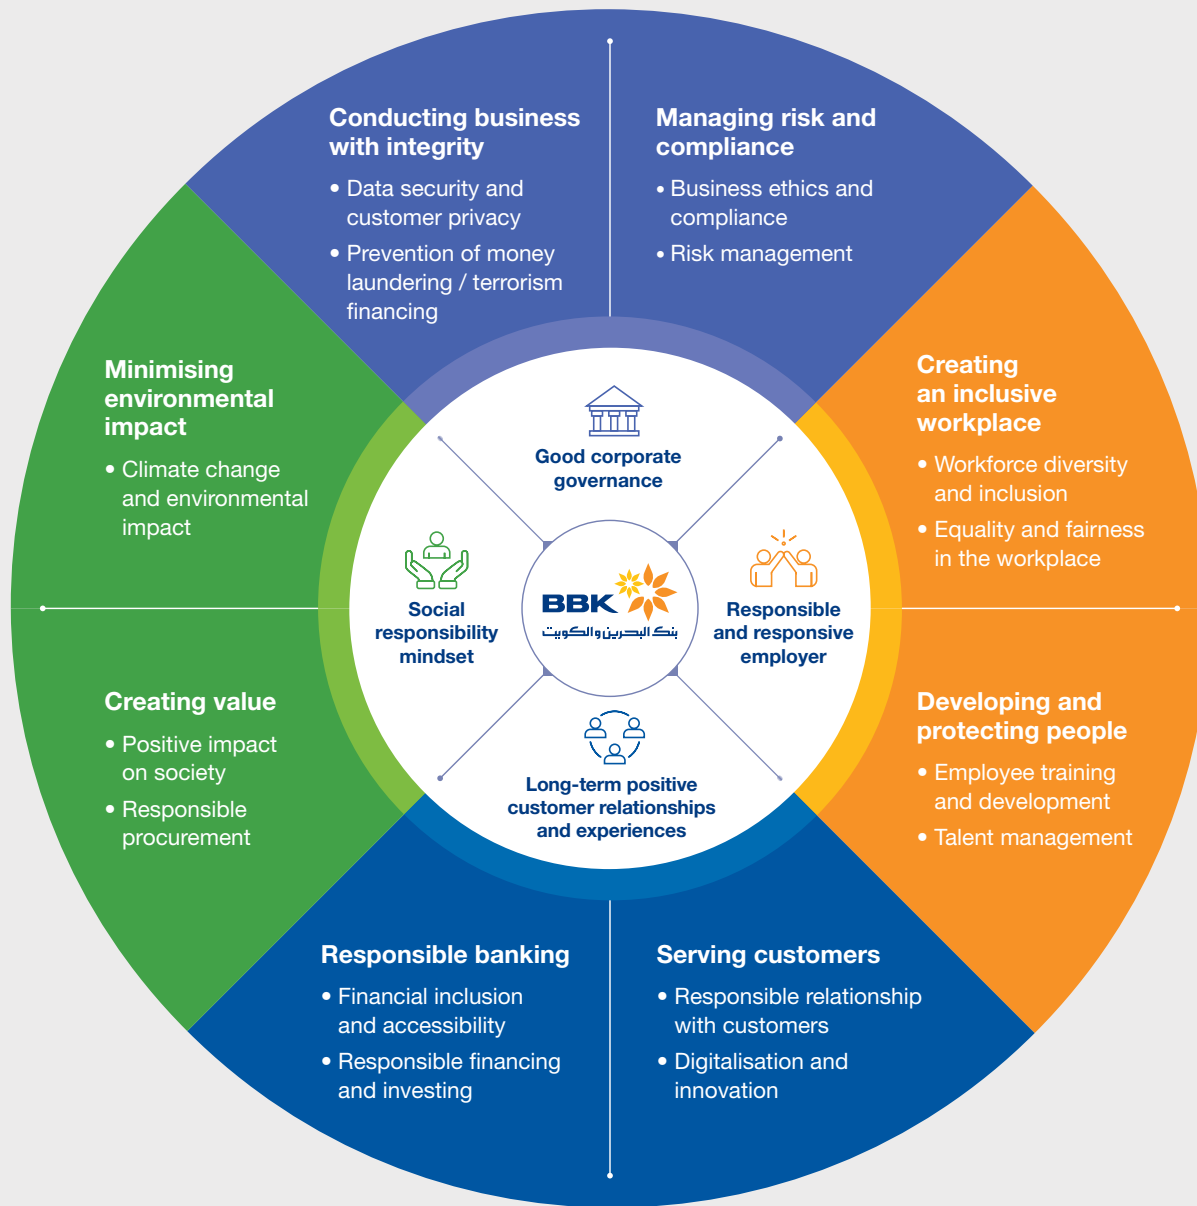 Conducting business
with integrity
• Data security and
customer privacy
• Prevention of money
laundering / terrorism
financing
Managing risk and
compliance
• Business ethics and
compliance
• Risk management
Creating
an inclusive
workplace
• Workforce diversity
and inclusion
• Equality and fairness
in the workplace
Developing and
protecting people
• Employee training
and development
• Talent management
Serving customers
• Responsible relationship
with customers
• Digitalisation and
innovation
Responsible banking
• Financial inclusion
and accessibility
• Responsible financing
and investing
Creating value
• Positive impact
on society
• Responsible
procurement
Minimising
environmental
impact
• Climate change
and environmental
impact
Good corporate
governance
Responsible
and responsive
employer
Long-term positive
customer relationships
and experiences
Social
responsibility
mindset
BBK
بنك البحرين والكويت